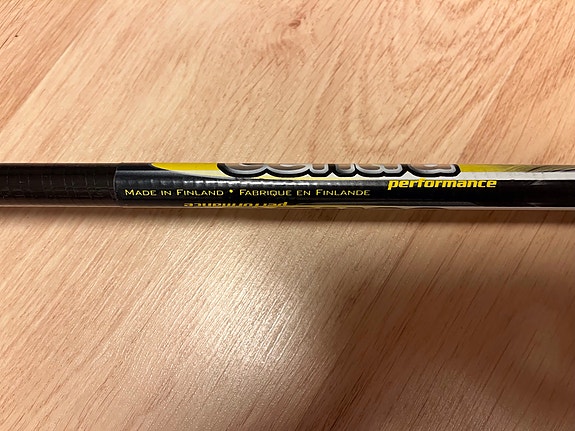 performance
MADE IN FINLAND * FABRIQUE EN FINLANDE
performance